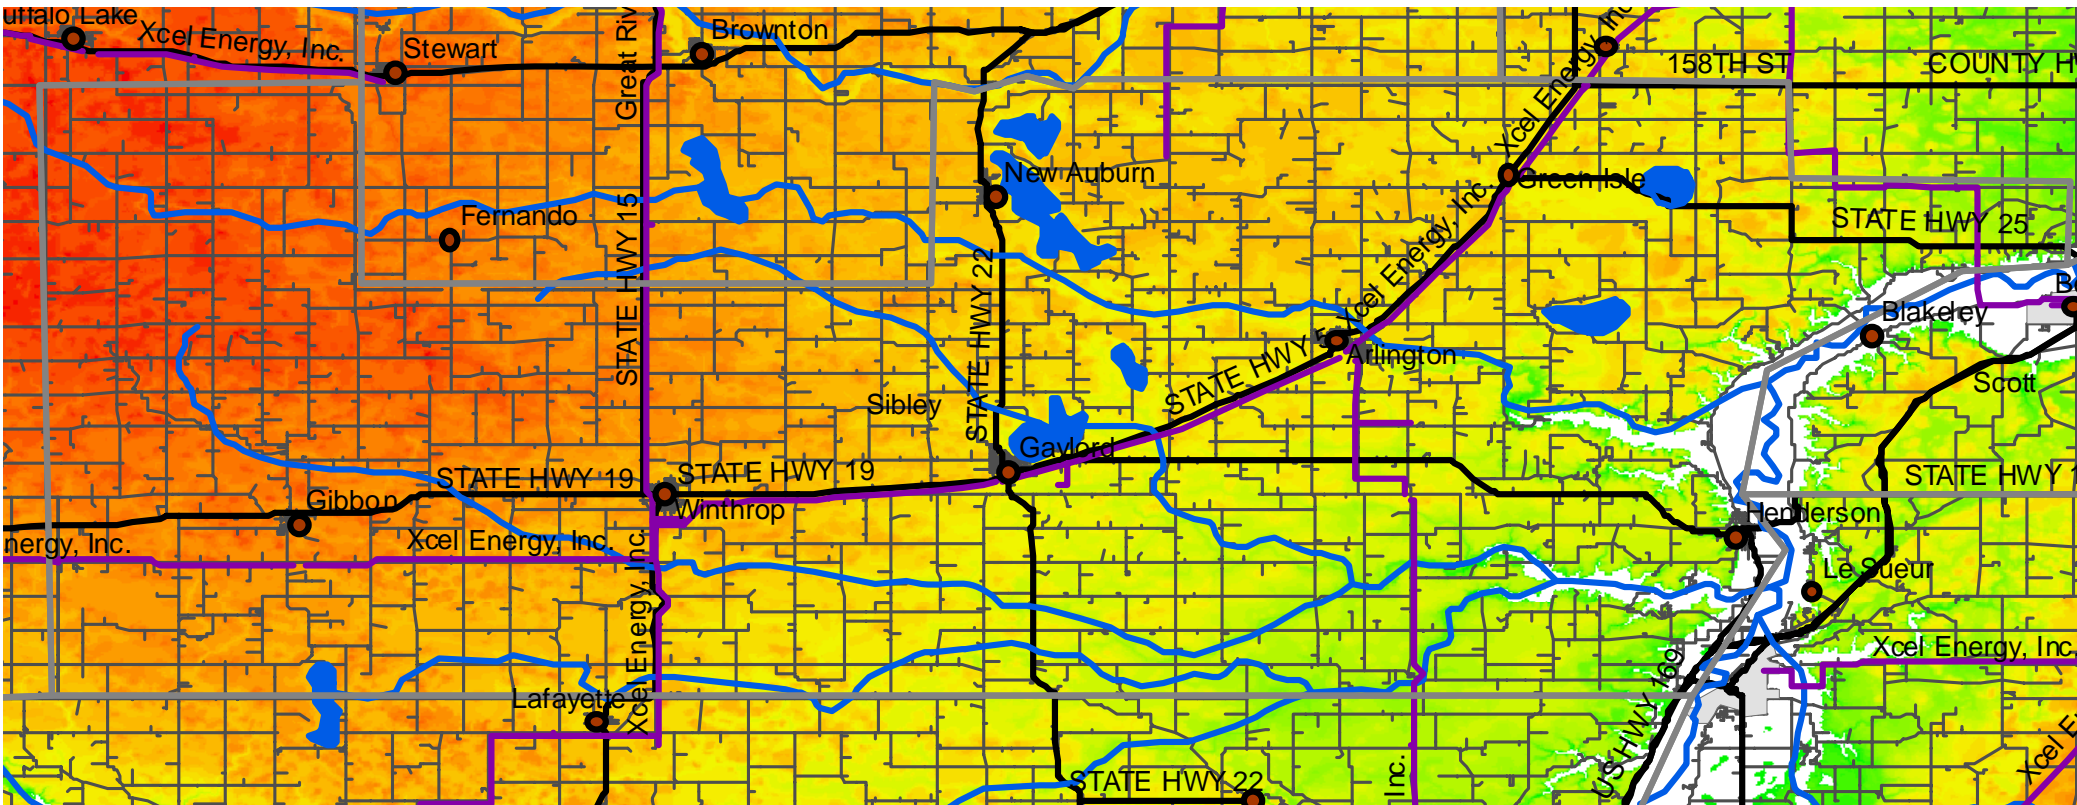 uffalo Lake
Xcel Energy, Inc.
Stewart
Great Riv
Brownton
Xcel Energy, Inc
158TH ST
COUNTY H
New Auburn
Green Isle
Fernando
STATE HWY 15
STATE HWY 25
STATE HWY 22
Xcel Energy, Inc.
Blakeley
STATE HWY 5
Arlington
Scott
Sibley
Gaylord
STATE HWY 19
STATE HWY 19
STATE HWY 1
Gibbon
Winthrop
Henderson
nergy, Inc.
Xcel Energy, Inc.
Xcel Energy, Inc.
Le Sueur
Xcel Energy, Inc
Lafayette
US HWY 169
Xcel E
Inc.
STATE HWY 22